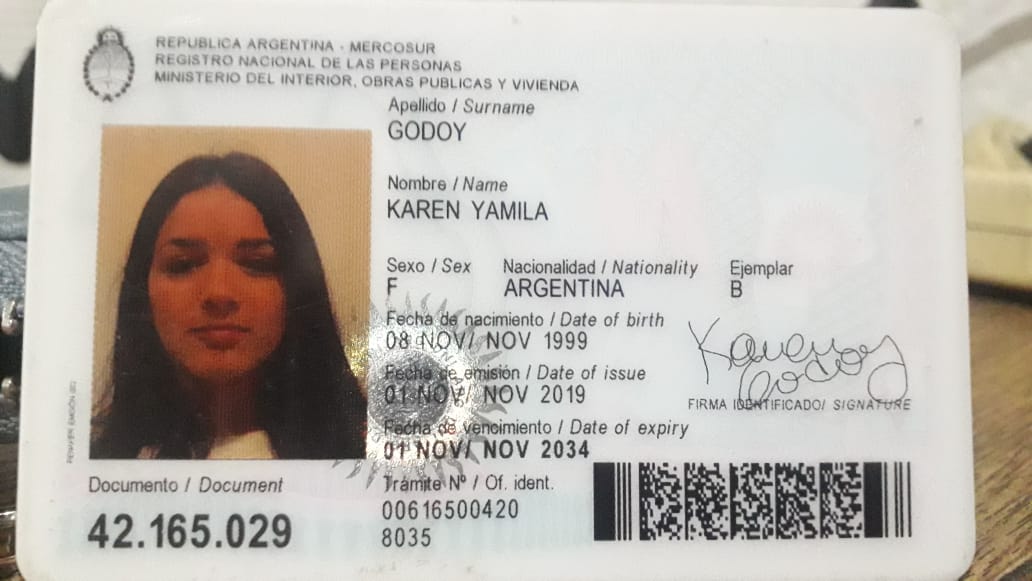 REPUBLICA ARGENTINA - MERCOSUR
REGISTRO NACIONAL DE LAS PERSONAS
MINISTERIO DEL INTERIOR, OBRAS PUBLICAS Y VIVIENDA
Apellido / Surname
GODOY
Nombre / Name
KAREN YAMILA
Sexo / Sex Nacionalidad / Nationality Ejemplar
F ARGENTINA B
Fecha de nacimiento / Date of birth
08 NOV/ NOV 1999
Fecha de emisión / Date of issue
01 NOV/ NOV 2019
Fecha de vencimiento / Date of expiry
01 NOV/ NOV 2034
Karen Godoy
FIRMA IDENTIFICADO/ SIGNATURE
Documento / Document
42.165.029
Trámite Nº / Of. ident.
00616500420
8035